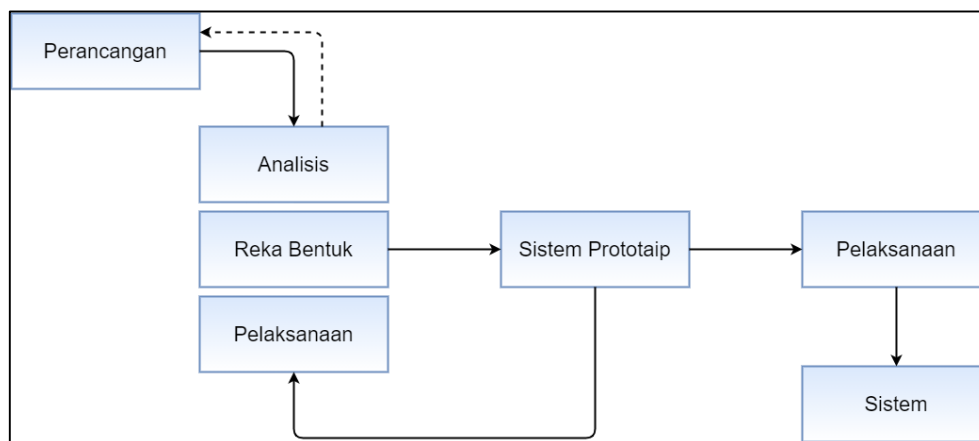 Perancangan
Analisis
Reka Bentuk
Sistem Prototaip
Pelaksanaan
Pelaksanaan
Sistem